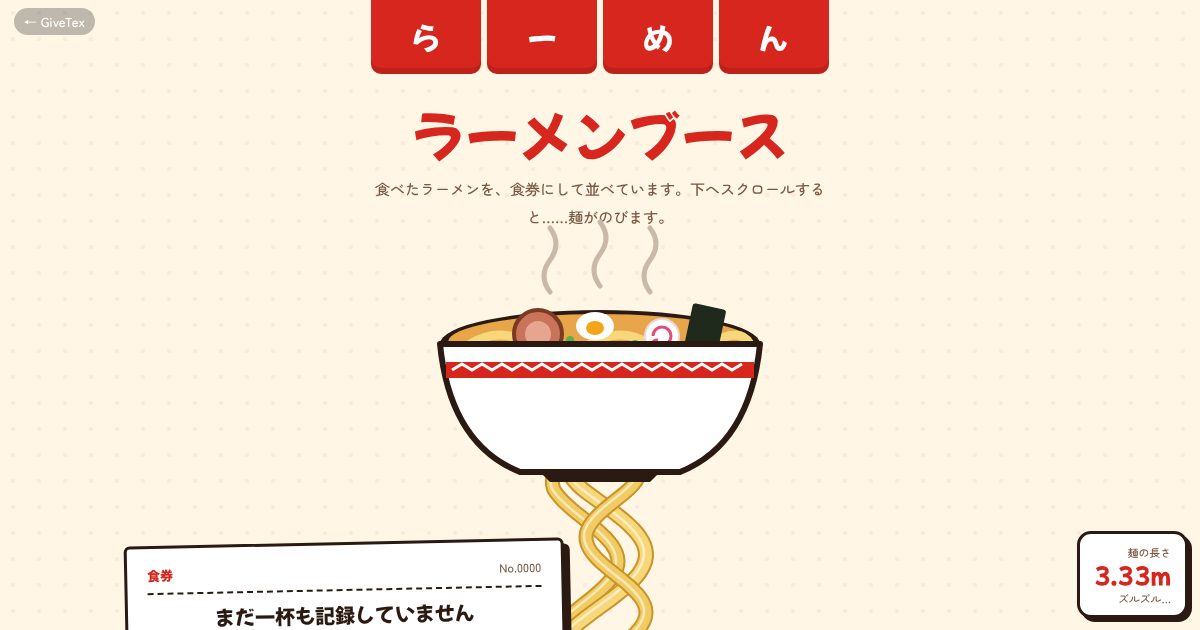 ← GiveTex
らーめん
ラーメンブース
食べたラーメンを、食券にして並べています。下へスクロールする
と……麺がのびます。
食券
No.0000
まだ一杯も記録していません
麺の長さ
3.33m
ズルズル…